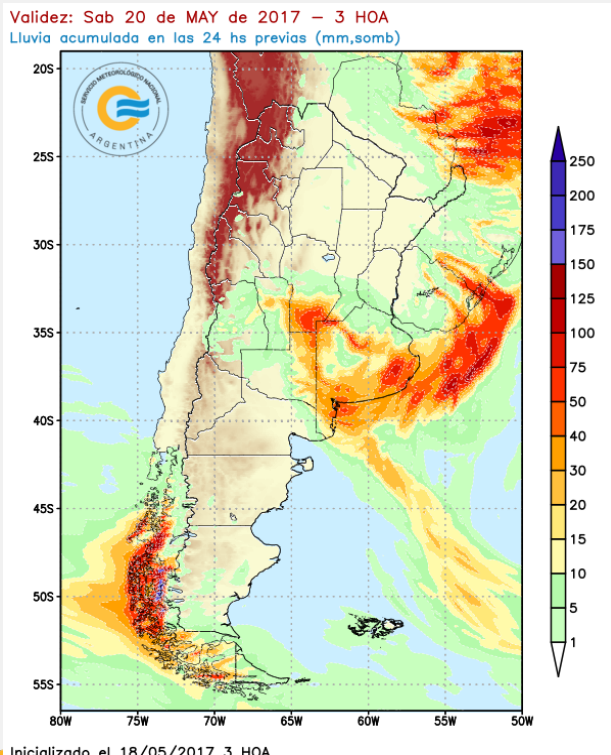 Validez: Sab 20 de MAY de 2017 – 3 HOA
Lluvia acumulada en las 24 hs previas (mm,somb)
SERVICIO METEOROLÓGICO NACIONAL
ARGENTINA
20S
25S
30S
35S
40S
45S
50S
55S
80W 75W 70W 65W 60W 55W 50W
250
200
175
150
125
100
75
50
40
30
20
15
10
5
1
Inicializado el 18/05/2017 3 HOA